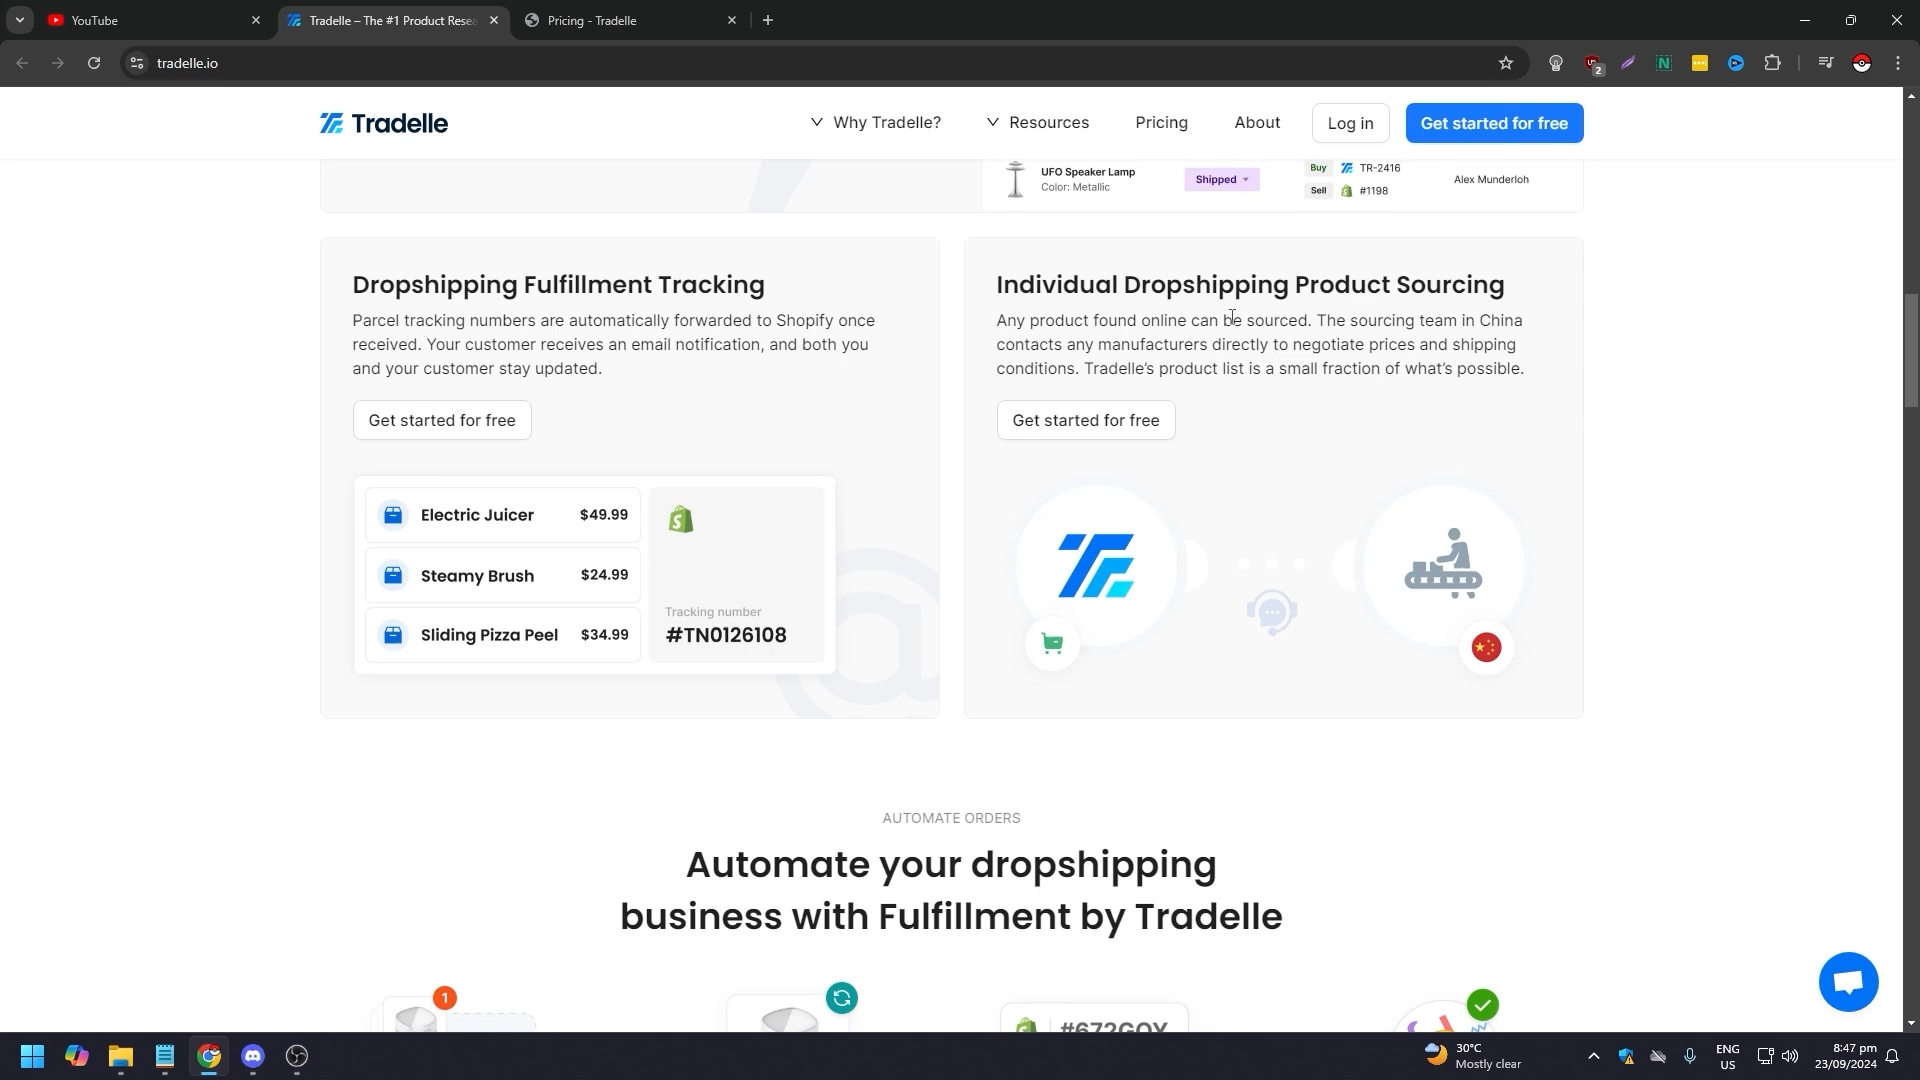 YouTube
Tradelle – The #1 Product Resea
Pricing - Tradelle
tradelle.io
2
Tradelle
Why Tradelle?
Resources
Pricing
About
Log in
Get started for free
UFO Speaker Lamp
Color: Metallic
Shipped
Buy
TR-2416
Sell
#1198
Alex Munderloh
Dropshipping Fulfillment Tracking
Parcel tracking numbers are automatically forwarded to Shopify once
received. Your customer receives an email notification, and both you
and your customer stay updated.
Get started for free
Electric Juicer $49.99
Steamy Brush $24.99
Sliding Pizza Peel $34.99
Tracking number
#TN0126108
Individual Dropshipping Product Sourcing
Any product found online can be sourced. The sourcing team in China
contacts any manufacturers directly to negotiate prices and shipping
conditions. Tradelle's product list is a small fraction of what's possible.
Get started for free
AUTOMATE ORDERS
Automate your dropshipping
business with Fulfillment by Tradelle
1
#672GQY
30°C
Mostly clear
ENG
US
8:47 pm
23/09/2024